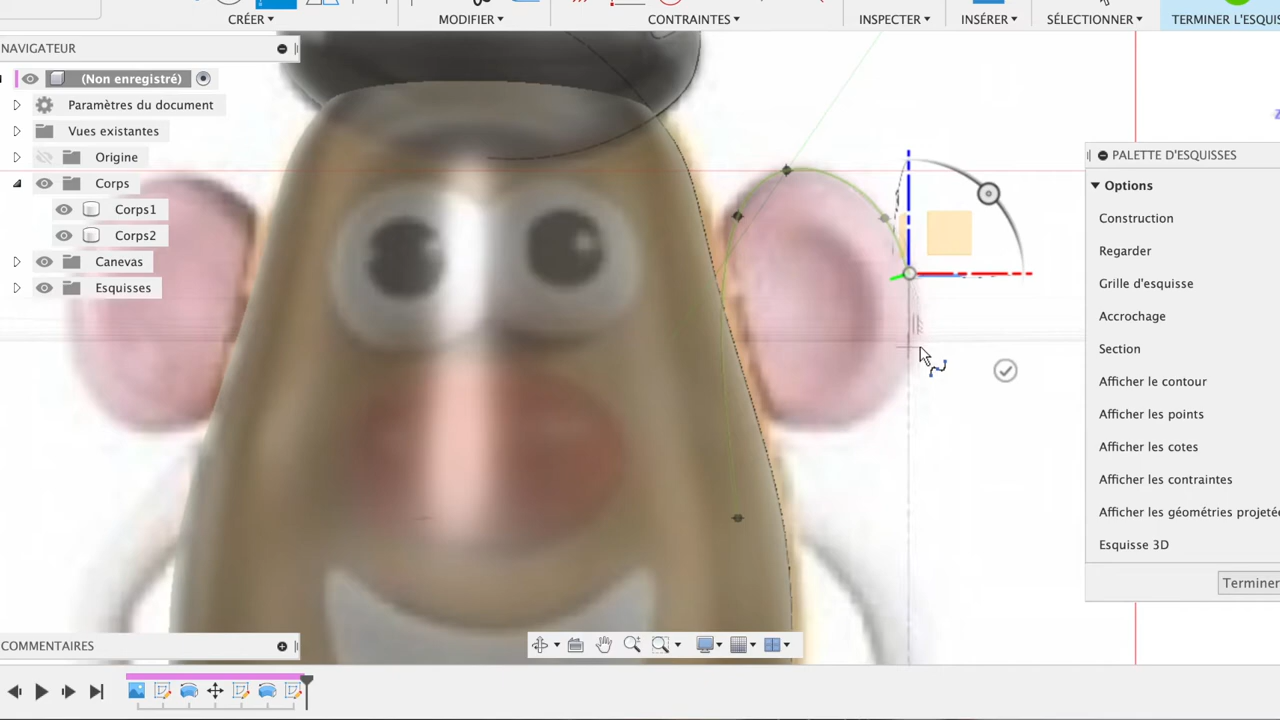 CRÉER
MODIFIER
CONTRAINTES
INSPECTER
INSÉRER
SÉLECTIONNER
TERMINER L'ESQUIS
NAVIGATEUR
(Non enregistré)
Paramètres du document
Vues existantes
Origine
Corps
Corps1
Corps2
Canevas
Esquisses
PALETTE D'ESQUISSES
Options
Construction
Regarder
Grille d'esquisse
Accrochage
Section
Afficher le contour
Afficher les points
Afficher les cotes
Afficher les contraintes
Afficher les géométries projeté
Esquisse 3D
Terminer
COMMENTAIRES